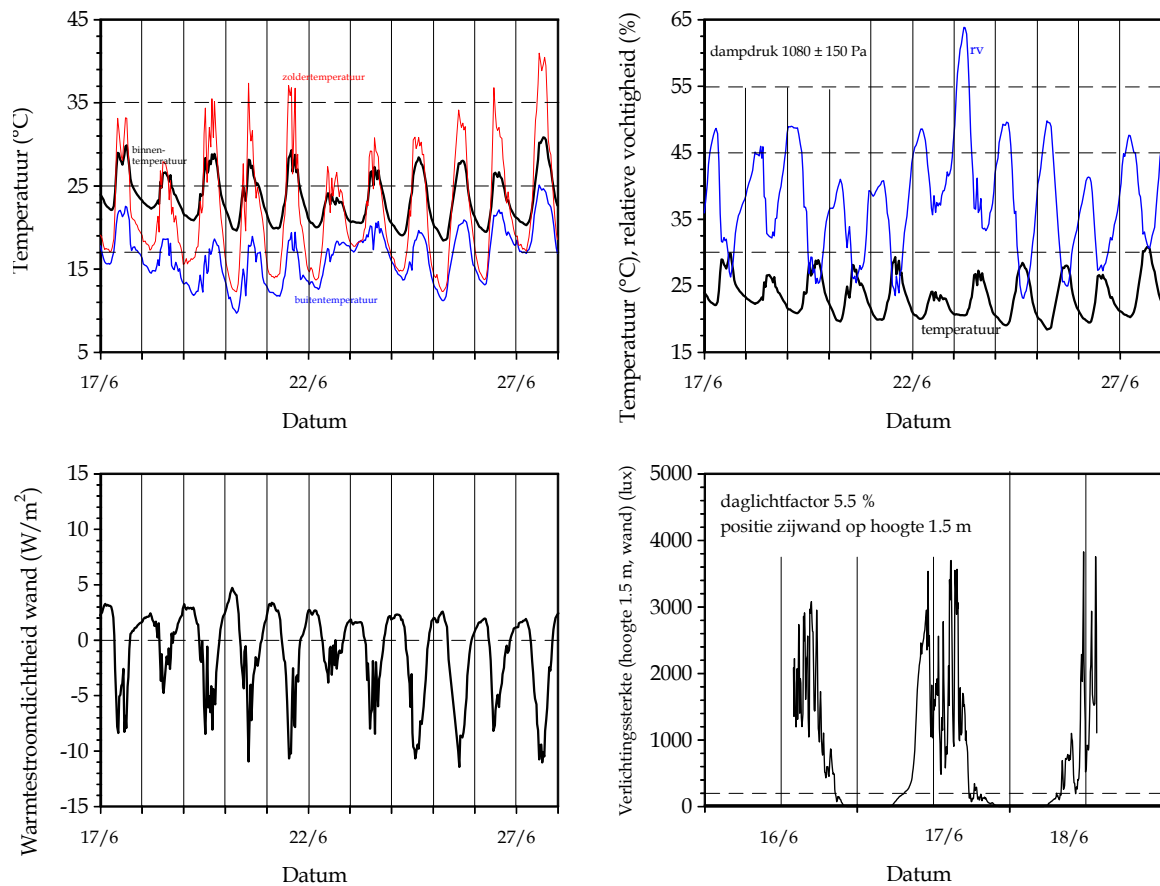 Temperatuur (°C)
45
35
25
15
5
zoldertemperatuur
binnen-
temperatuur
buitentemperatuur
17/6 22/6 27/6
Datum
Temperatuur (°C), relatieve vochtigheid (%)
65
55
45
35
25
15
dampdruk 1080 ± 150 Pa
rv
temperatuur
17/6 22/6 27/6
Datum
Warmtestroomdichtheid wand (W/m²)
15
10
5
0
-5
-10
-15
17/6 22/6 27/6
Datum
Verlichtingssterkte (hoogte 1.5 m, wand) (lux)
5000
4000
3000
2000
1000
0
daglichtfactor 5.5 %
positie zijwand op hoogte 1.5 m
16/6 17/6 18/6
Datum